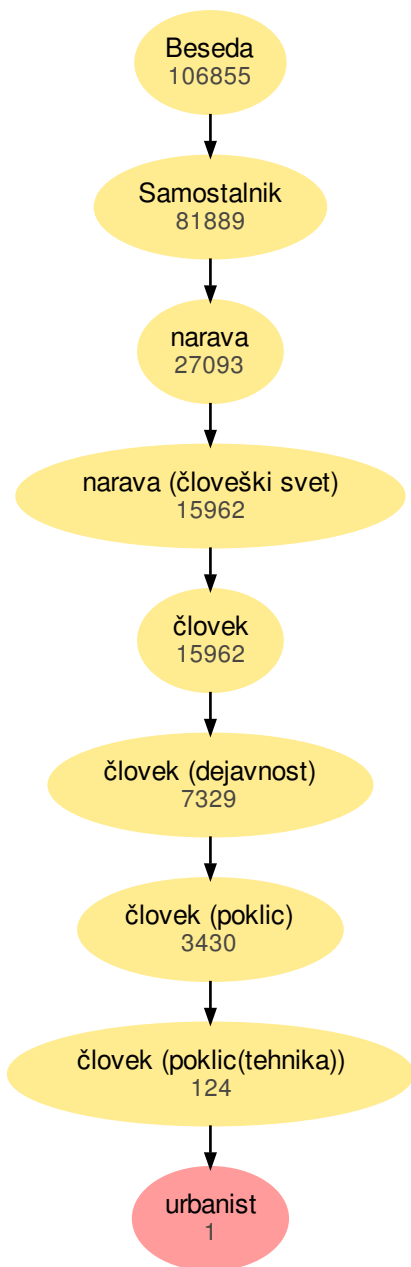 Beseda
106855
Samostalnik
81889
narava
27093
narava (človeški svet)
15962
človek
15962
človek (dejavnost)
7329
človek (poklic)
3430
človek (poklic(tehnika))
124
urbanist
1